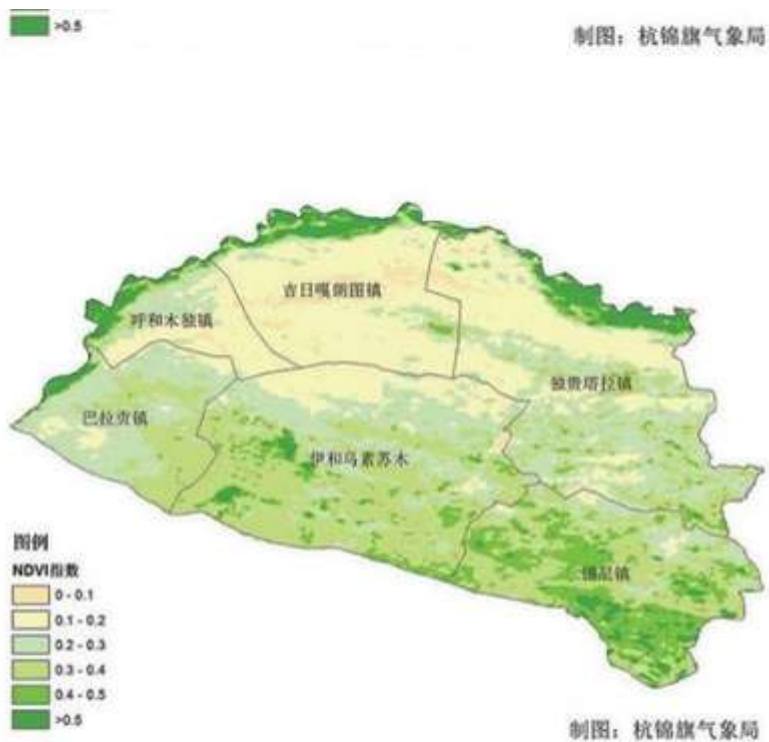 >0.5
制图：杭锦旗气象局
吉日嘎朗图镇
呼和木独镇
独贵塔拉镇
巴拉贡镇
伊和乌素苏木
锡尼镇
图例
NDVI指数
0 - 0.1
0.1 - 0.2
0.2 - 0.3
0.3 - 0.4
0.4 - 0.5
>0.5
制图：杭锦旗气象局